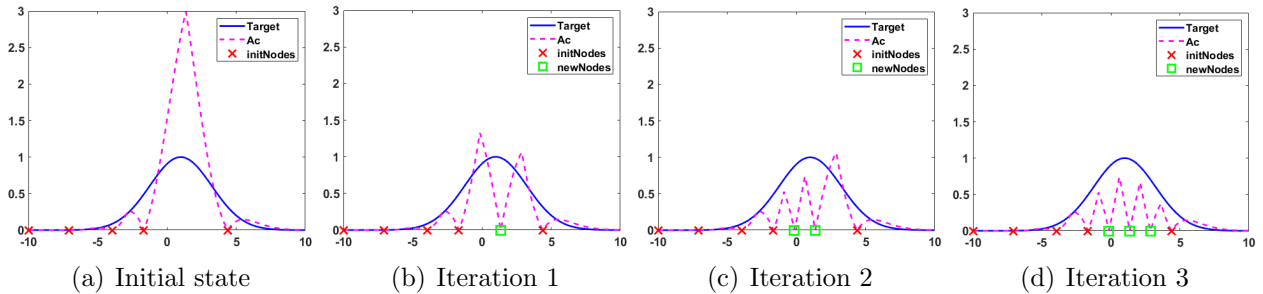 Target
Ac
initNodes
3
2.5
2
1.5
1
0.5
0
-10 -5 0 5 10
(a) Initial state
Target
Ac
initNodes
newNodes
3
2.5
2
1.5
1
0.5
0
-10 -5 0 5 10
(b) Iteration 1
Target
Ac
initNodes
newNodes
3
2.5
2
1.5
1
0.5
0
-10 -5 0 5 10
(c) Iteration 2
Target
Ac
initNodes
newNodes
3
2.5
2
1.5
1
0.5
0
-10 -5 0 5 10
(d) Iteration 3